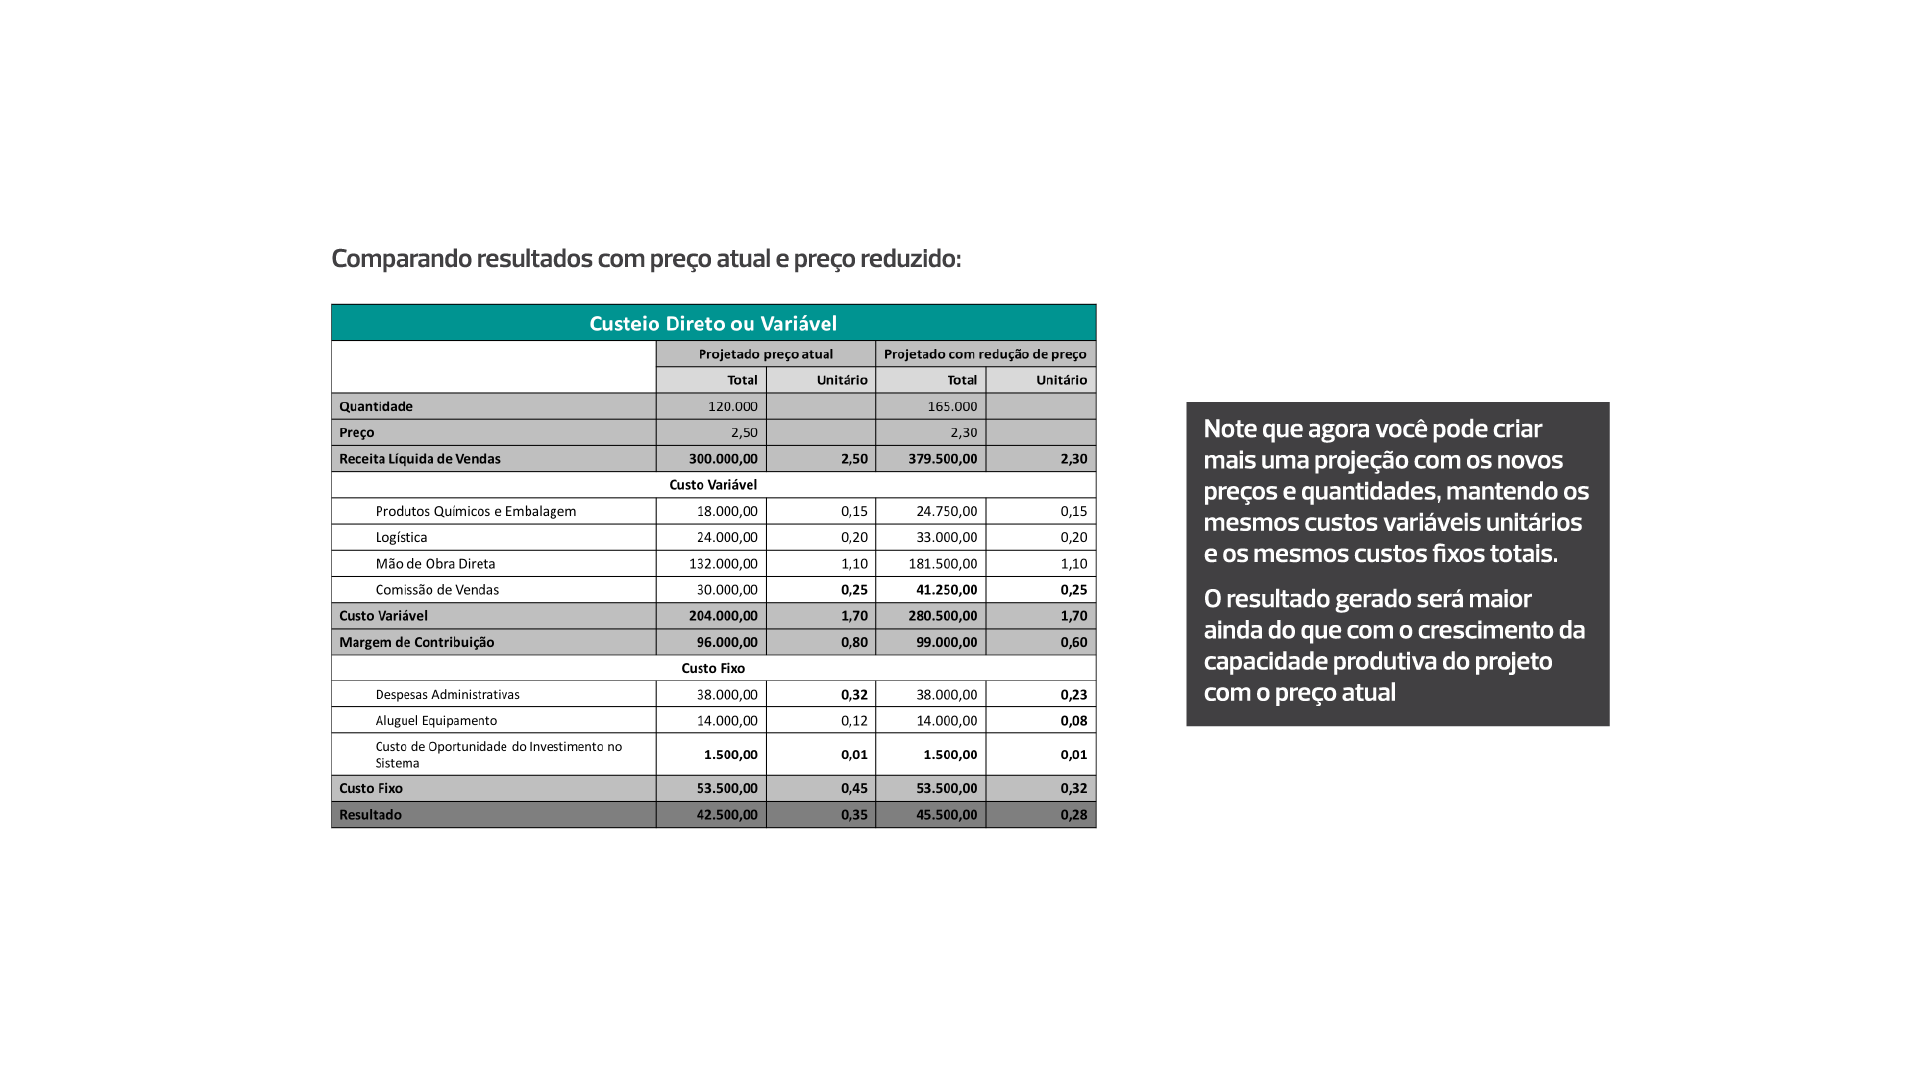 Comparando resultados com preço atual e preço reduzido:
Custeio Direto ou Variável
Projetado preço atual Projetado com redução de preço
Total Unitário Total Unitário
Quantidade 120.000 165.000
Preço 2,50 2,30
Receita Líquida de Vendas 300.000,00 2,50 379.500,00 2,30
Custo Variável
Produtos Químicos e Embalagem 18.000,00 0,15 24.750,00 0,15
Logística 24.000,00 0,20 33.000,00 0,20
Mão de Obra Direta 132.000,00 1,10 181.500,00 1,10
Comissão de Vendas 30.000,00 0,25 41.250,00 0,25
Custo Variável 204.000,00 1,70 280.500,00 1,70
Margem de Contribuição 96.000,00 0,80 99.000,00 0,60
Custo Fixo
Despesas Administrativas 38.000,00 0,32 38.000,00 0,23
Aluguel Equipamento 14.000,00 0,12 14.000,00 0,08
Custo de Oportunidade do Investimento no
Sistema 1.500,00 0,01 1.500,00 0,01
Custo Fixo 53.500,00 0,45 53.500,00 0,32
Resultado 42.500,00 0,35 45.500,00 0,28
Note que agora você pode criar
mais uma projeção com os novos
preços e quantidades, mantendo os
mesmos custos variáveis unitários
e os mesmos custos fixos totais.
O resultado gerado será maior
ainda do que com o crescimento da
capacidade produtiva do projeto
com o preço atual